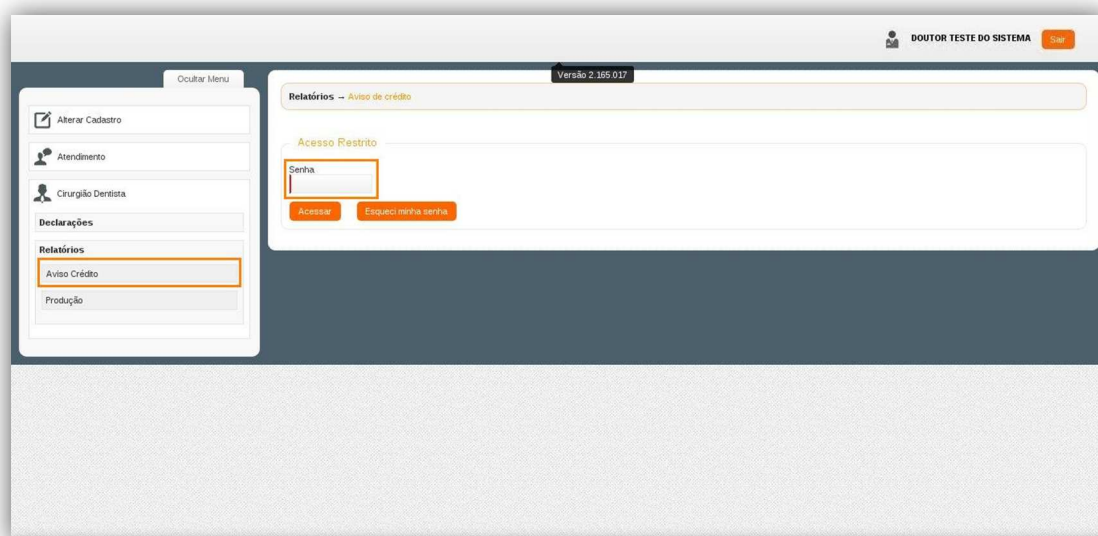 DOUTOR TESTE DO SISTEMA
Sair
Versão 2.165.017
Ocultar Menu
Alterar Cadastro
Atendimento
Cirurgião Dentista
Declarações
Relatórios
Aviso Crédito
Produção
Relatórios → Aviso de crédito
Acesso Restrito
Senha
Acessar Esqueci minha senha